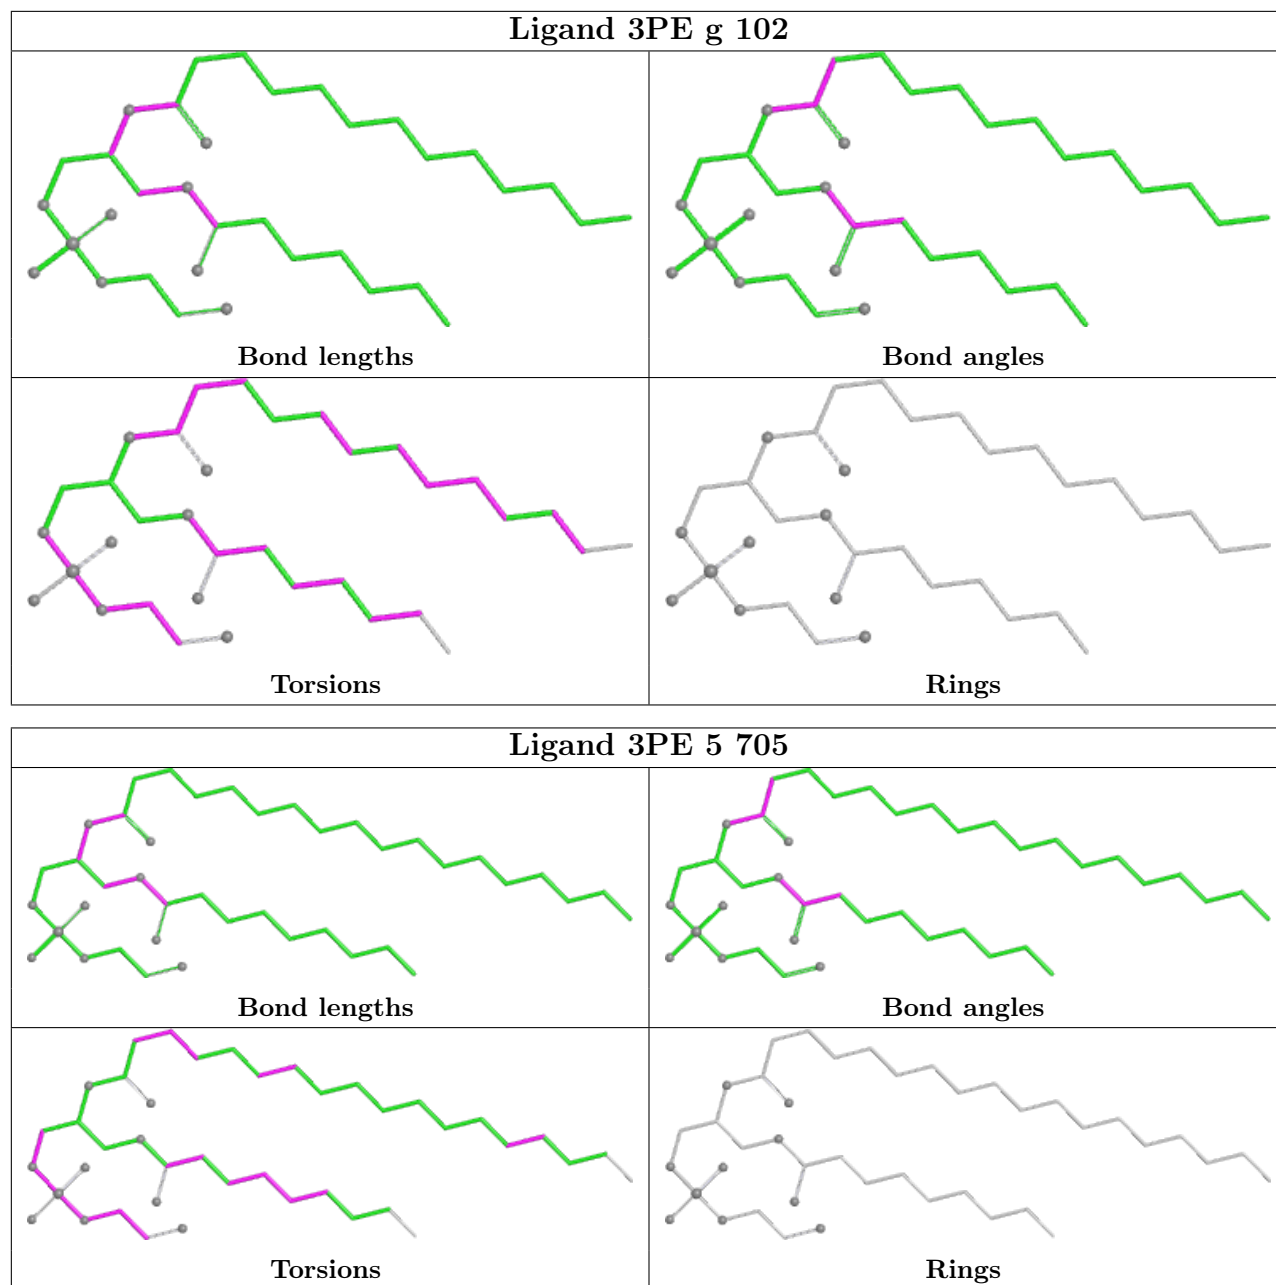 Ligand 3PE g 102
Bond lengths
Bond angles
Torsions
Rings
Ligand 3PE 5 705
Bond lengths
Bond angles
Torsions
Rings